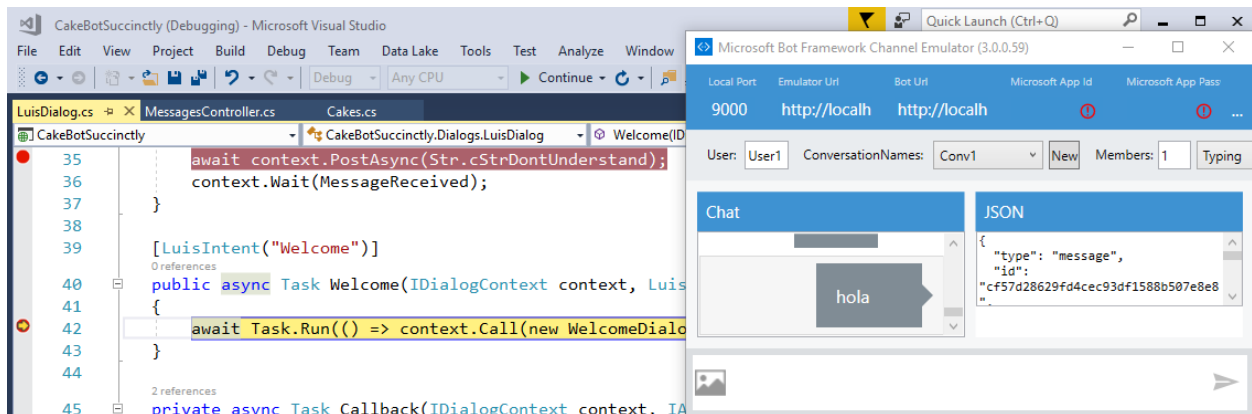 CakeBotSuccinctly (Debugging) - Microsoft Visual Studio
Quick Launch (Ctrl+Q)
File Edit View Project Build Debug Team Data Lake Tools Test Analyze Window
Debug Any CPU Continue
LuisDialog.cs MessagesController.cs Cakes.cs
CakeBotSuccinctly CakeBotSuccinctly.Dialogs.LuisDialog Welcome(ID
35 await context.PostAsync(Str.cStrDontUnderstand);
36 context.Wait(MessageReceived);
37 }
38
39 [LuisIntent("Welcome")]
0 references
40 public async Task Welcome(IDialogContext context, Luis
41 {
42 await Task.Run(() => context.Call(new WelcomeDialo
43 }
44
2 references
45 private async Task Callback(IDialogContext context, IA
Microsoft Bot Framework Channel Emulator (3.0.0.59)
Local Port Emulator Url Bot Url Microsoft App Id Microsoft App Pass
9000 http://localh http://localh ...
User: User1 ConversationNames: Conv1 New Members: 1 Typing
Chat
hola
JSON
{
"type": "message",
"id":
"cf57d28629fd4cec93df1588b507e8e8
",